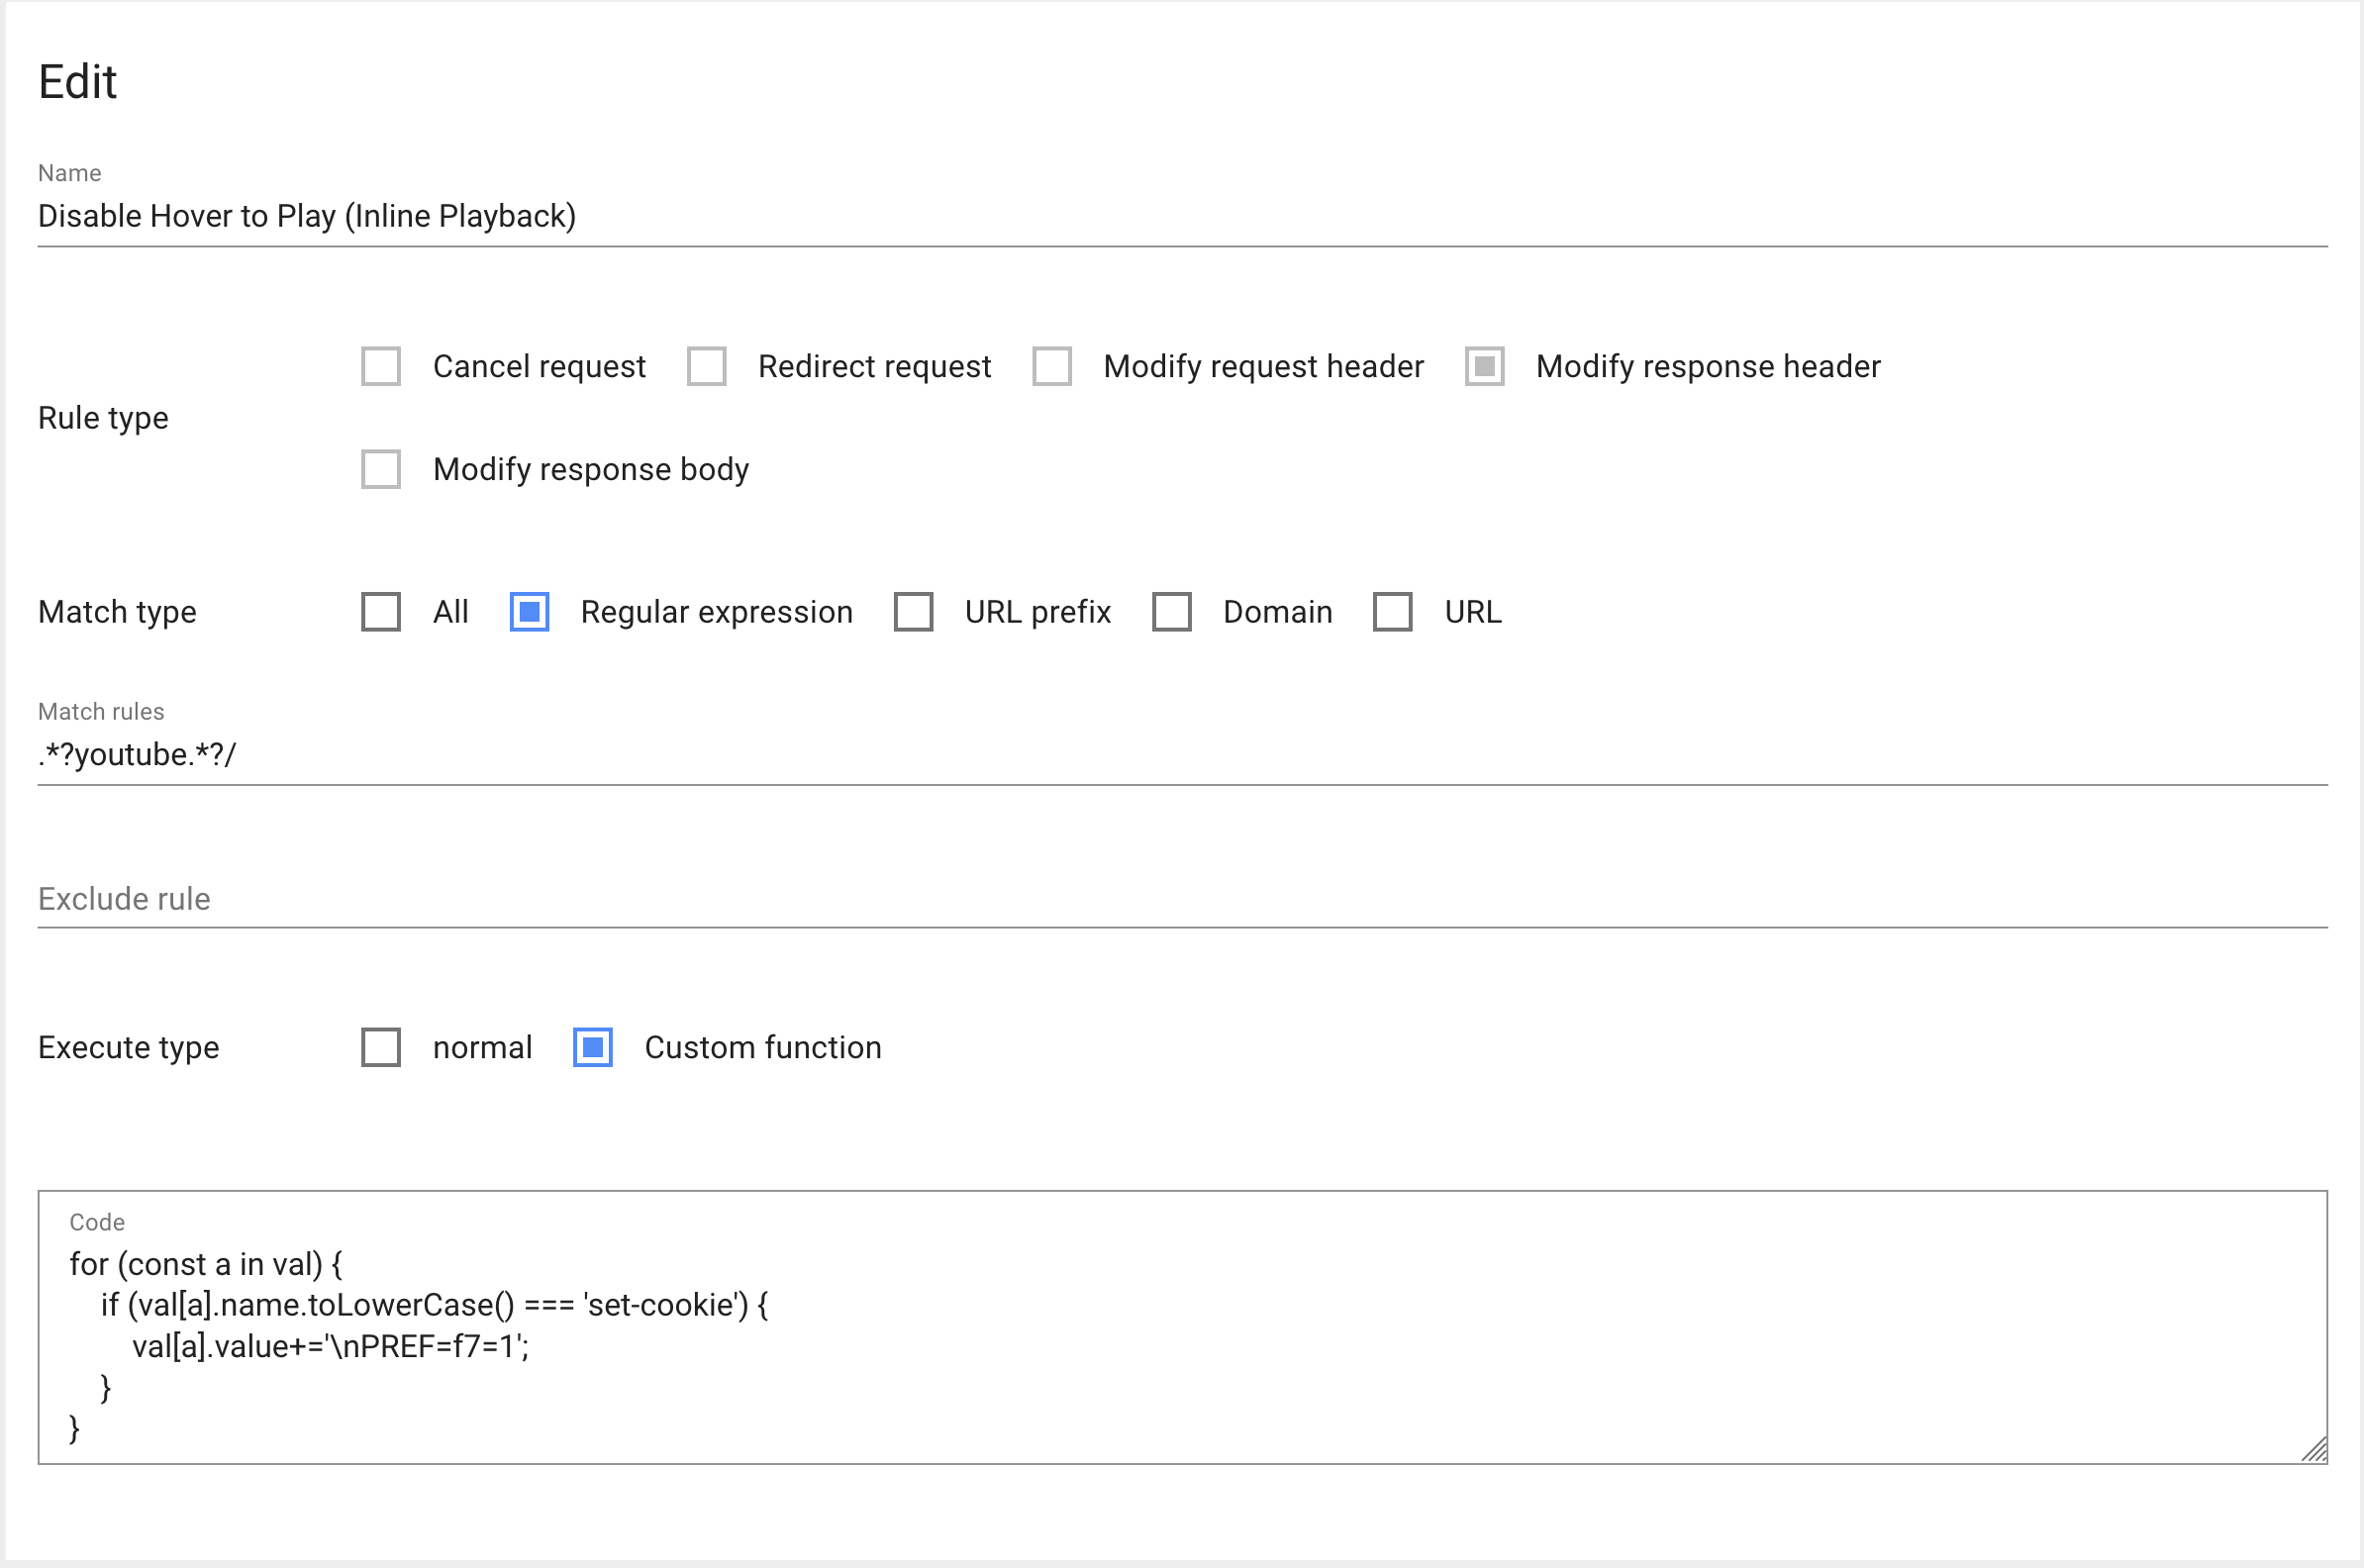 Edit
Name
Disable Hover to Play (Inline Playback)
Rule type
Cancel request Redirect request Modify request header Modify response header
Modify response body
Match type All Regular expression URL prefix Domain URL
Match rules
.*?youtube.*?/
Exclude rule
Execute type normal Custom function
Code
for (const a in val) {
    if (val[a].name.toLowerCase() === 'set-cookie') {
        val[a].value+='\nPREF=f7=1';
    }
}